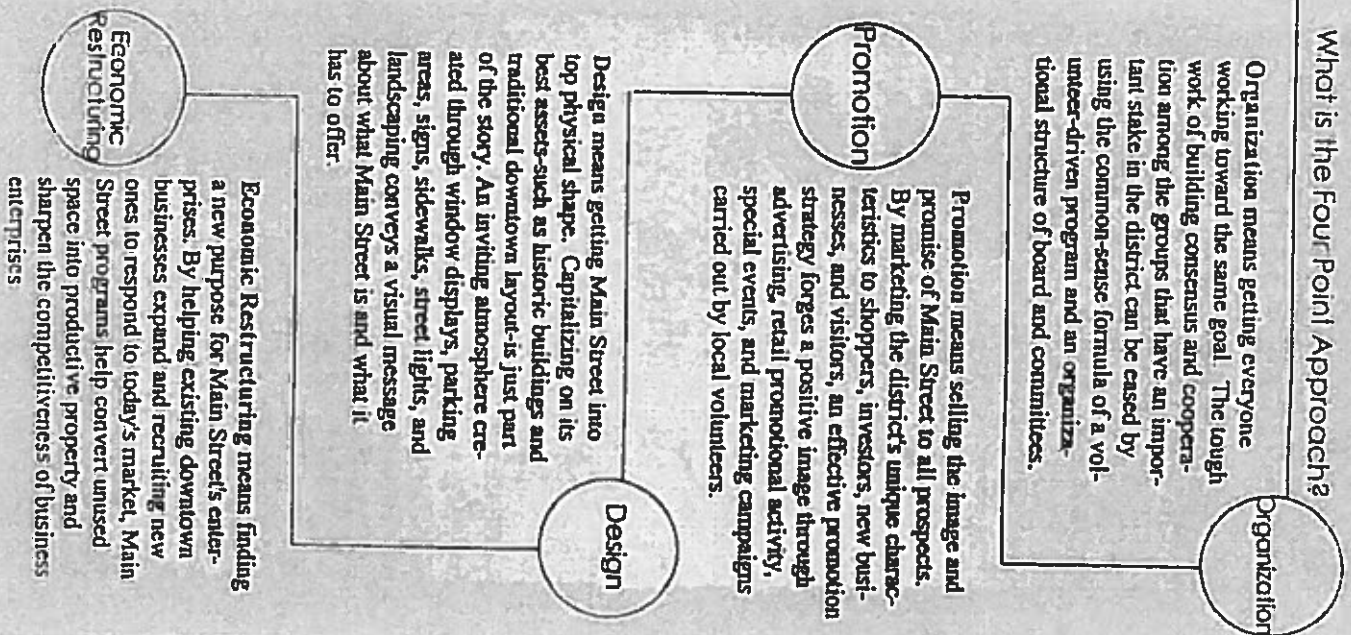 What is the Four Point Approach?
Organization
Organization means getting everyone
working toward the same goal. The tough
work of building consensus and coopera-
tion among the groups that have an impor-
tant stake in the district can be eased by
using the common-sense formula of a vol-
unteer-driven program and an organiza-
tional structure of board and committees.
Promotion
Promotion means selling the image and
promise of Main Street to all prospects.
By marketing the district's unique charac-
teristics to shoppers, investors, new busi-
nesses, and visitors, an effective promotion
strategy forges a positive image through
advertising, retail promotional activity,
special events, and marketing campaigns
carried out by local volunteers.
Design
Design means getting Main Street into
top physical shape. Capitalizing on its
best assets-such as historic buildings and
traditional downtown layout-is just part
of the story. An inviting atmosphere cre-
ated through window displays, parking
areas, signs, sidewalks, street lights, and
landscaping conveys a visual message
about what Main Street is and what it
has to offer.
Economic
Restructuring
Economic Restructuring means finding
a new purpose for Main Street's enter-
prises. By helping existing downtown
businesses expand and recruiting new
ones to respond to today's market, Main
Street programs help convert unused
space into productive property and
sharpen the competitiveness of business
enterprises